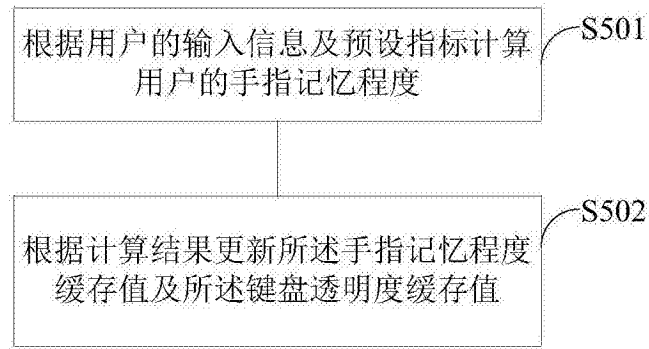 根据用户的输入信息及预设指标计算
用户的手指记忆程度
S501
根据计算结果更新所述手指记忆程度
缓存值及所述键盘透明度缓存值
S502